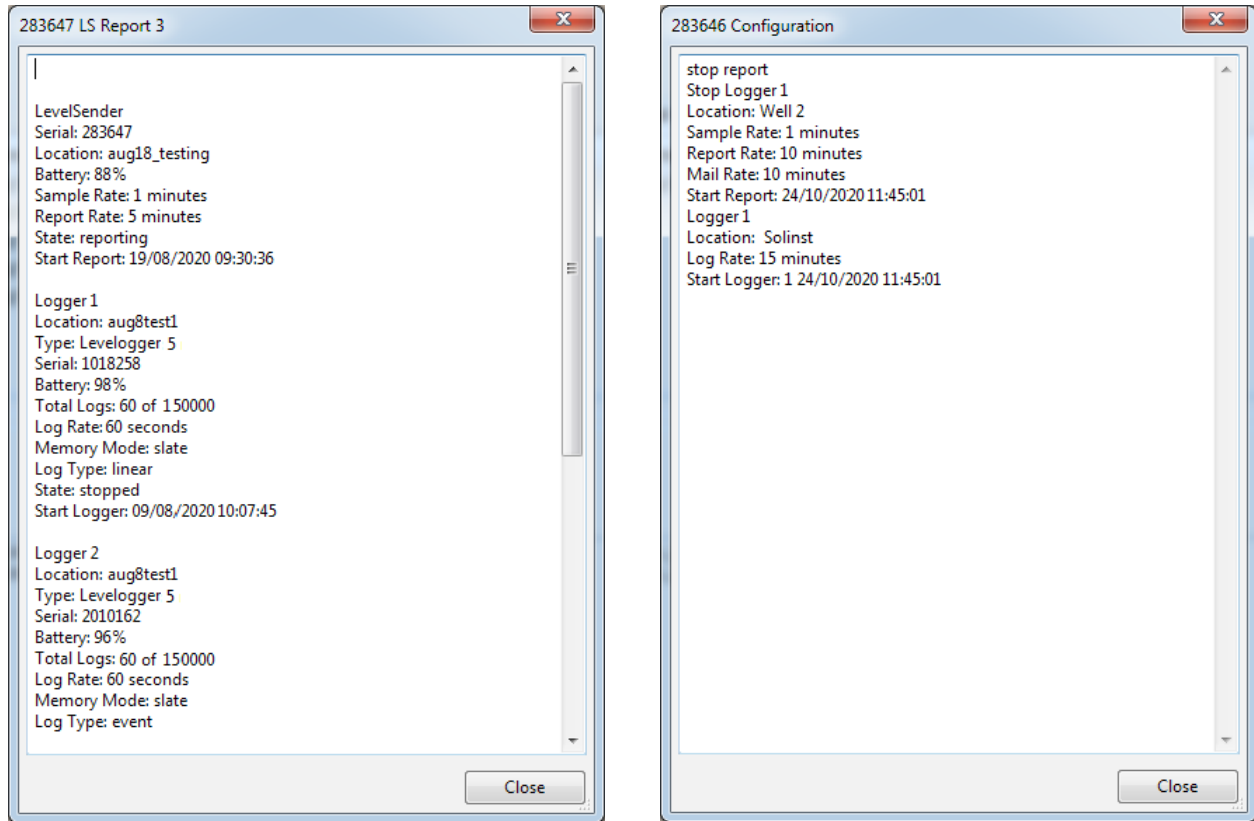 283647 LS Report 3
LevelSender
Serial: 283647
Location: aug18_testing
Battery: 88%
Sample Rate: 1 minutes
Report Rate: 5 minutes
State: reporting
Start Report: 19/08/2020 09:30:36
Logger 1
Location: aug8test1
Type: Levelogger 5
Serial: 1018258
Battery: 98%
Total Logs: 60 of 150000
Log Rate: 60 seconds
Memory Mode: slate
Log Type: linear
State: stopped
Start Logger: 09/08/2020 10:07:45
Logger 2
Location: aug8test1
Type: Levelogger 5
Serial: 2010162
Battery: 96%
Total Logs: 60 of 150000
Log Rate: 60 seconds
Memory Mode: slate
Log Type: event
Close
283646 Configuration
stop report
Stop Logger 1
Location: Well 2
Sample Rate: 1 minutes
Report Rate: 10 minutes
Mail Rate: 10 minutes
Start Report: 24/10/2020 11:45:01
Logger 1
Location: Solinst
Log Rate: 15 minutes
Start Logger: 1 24/10/2020 11:45:01
Close